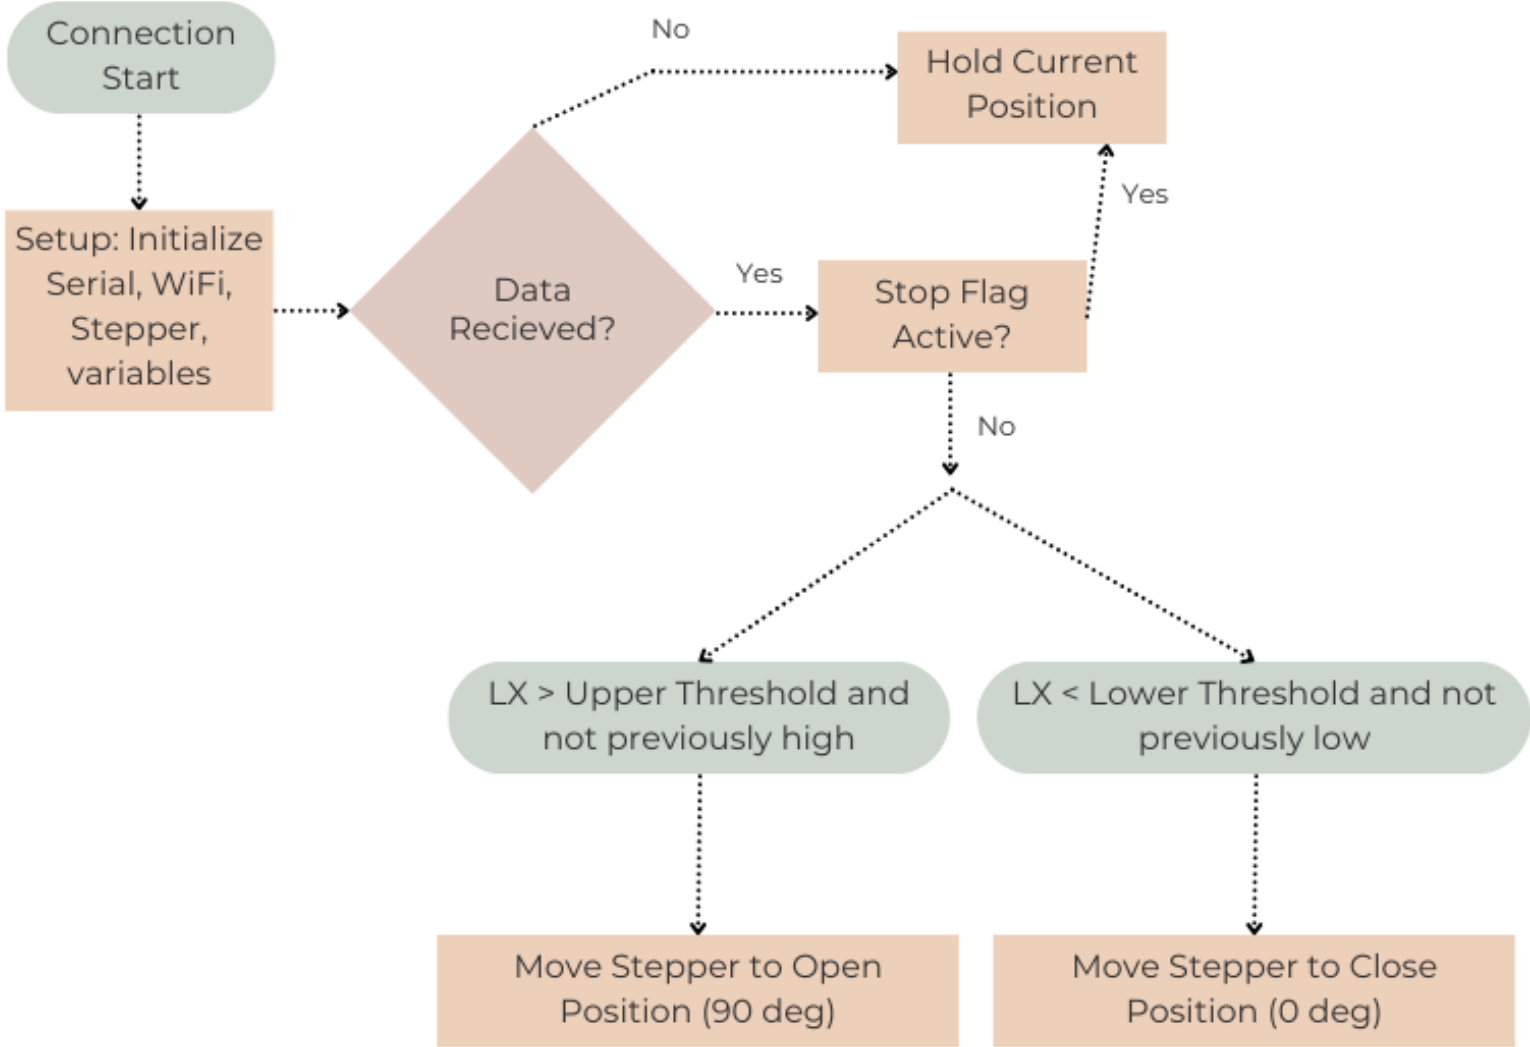 Connection
Start
No
Hold Current
Position
Yes
Setup: Initialize
Serial, WiFi,
Stepper,
variables
Data
Recieved?
Yes
Stop Flag
Active?
No
LX > Upper Threshold and
not previously high
LX < Lower Threshold and not
previously low
Move Stepper to Open
Position (90 deg)
Move Stepper to Close
Position (0 deg)